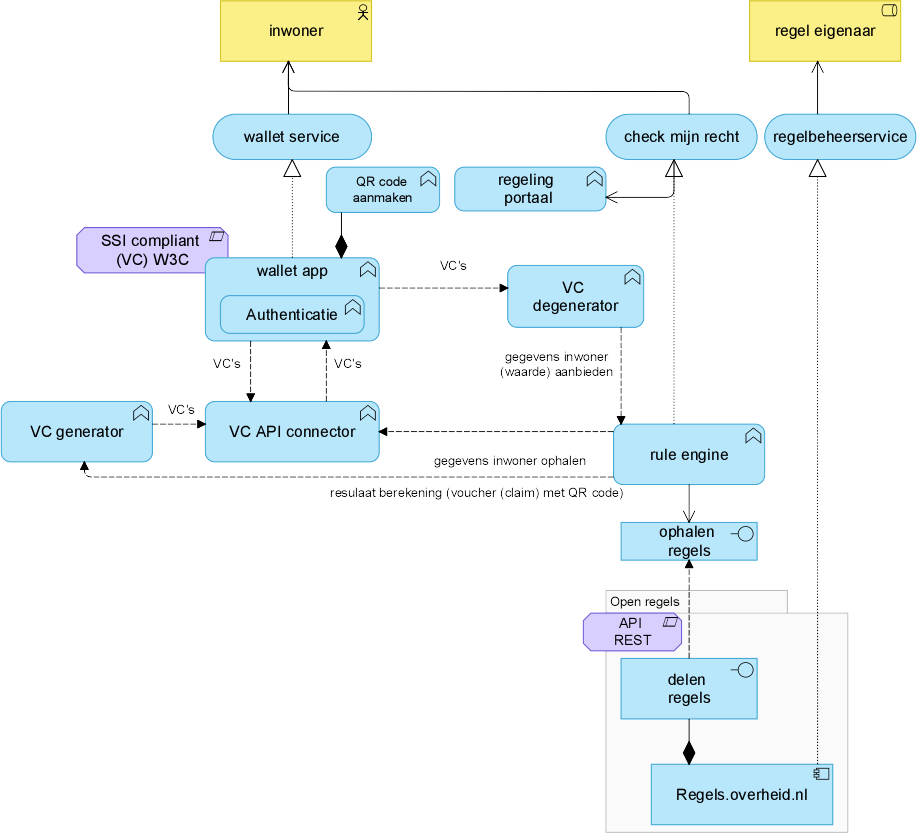 inwoner
regel eigenaar
wallet service
check mijn recht
regelbeheerservice
QR code
aanmaken
regeling
portaal
SSI compliant
(VC) W3C
wallet app
VC's
VC
degenerator
Authenticatie
VC's
VC's
gegevens inwoner
(waarde) aanbieden
VC's
VC generator
VC API connector
rule engine
gegevens inwoner ophalen
resulaat berekening (voucher (claim) met QR code)
ophalen
regels
Open regels
API
REST
delen
regels
Regels.overheid.nl